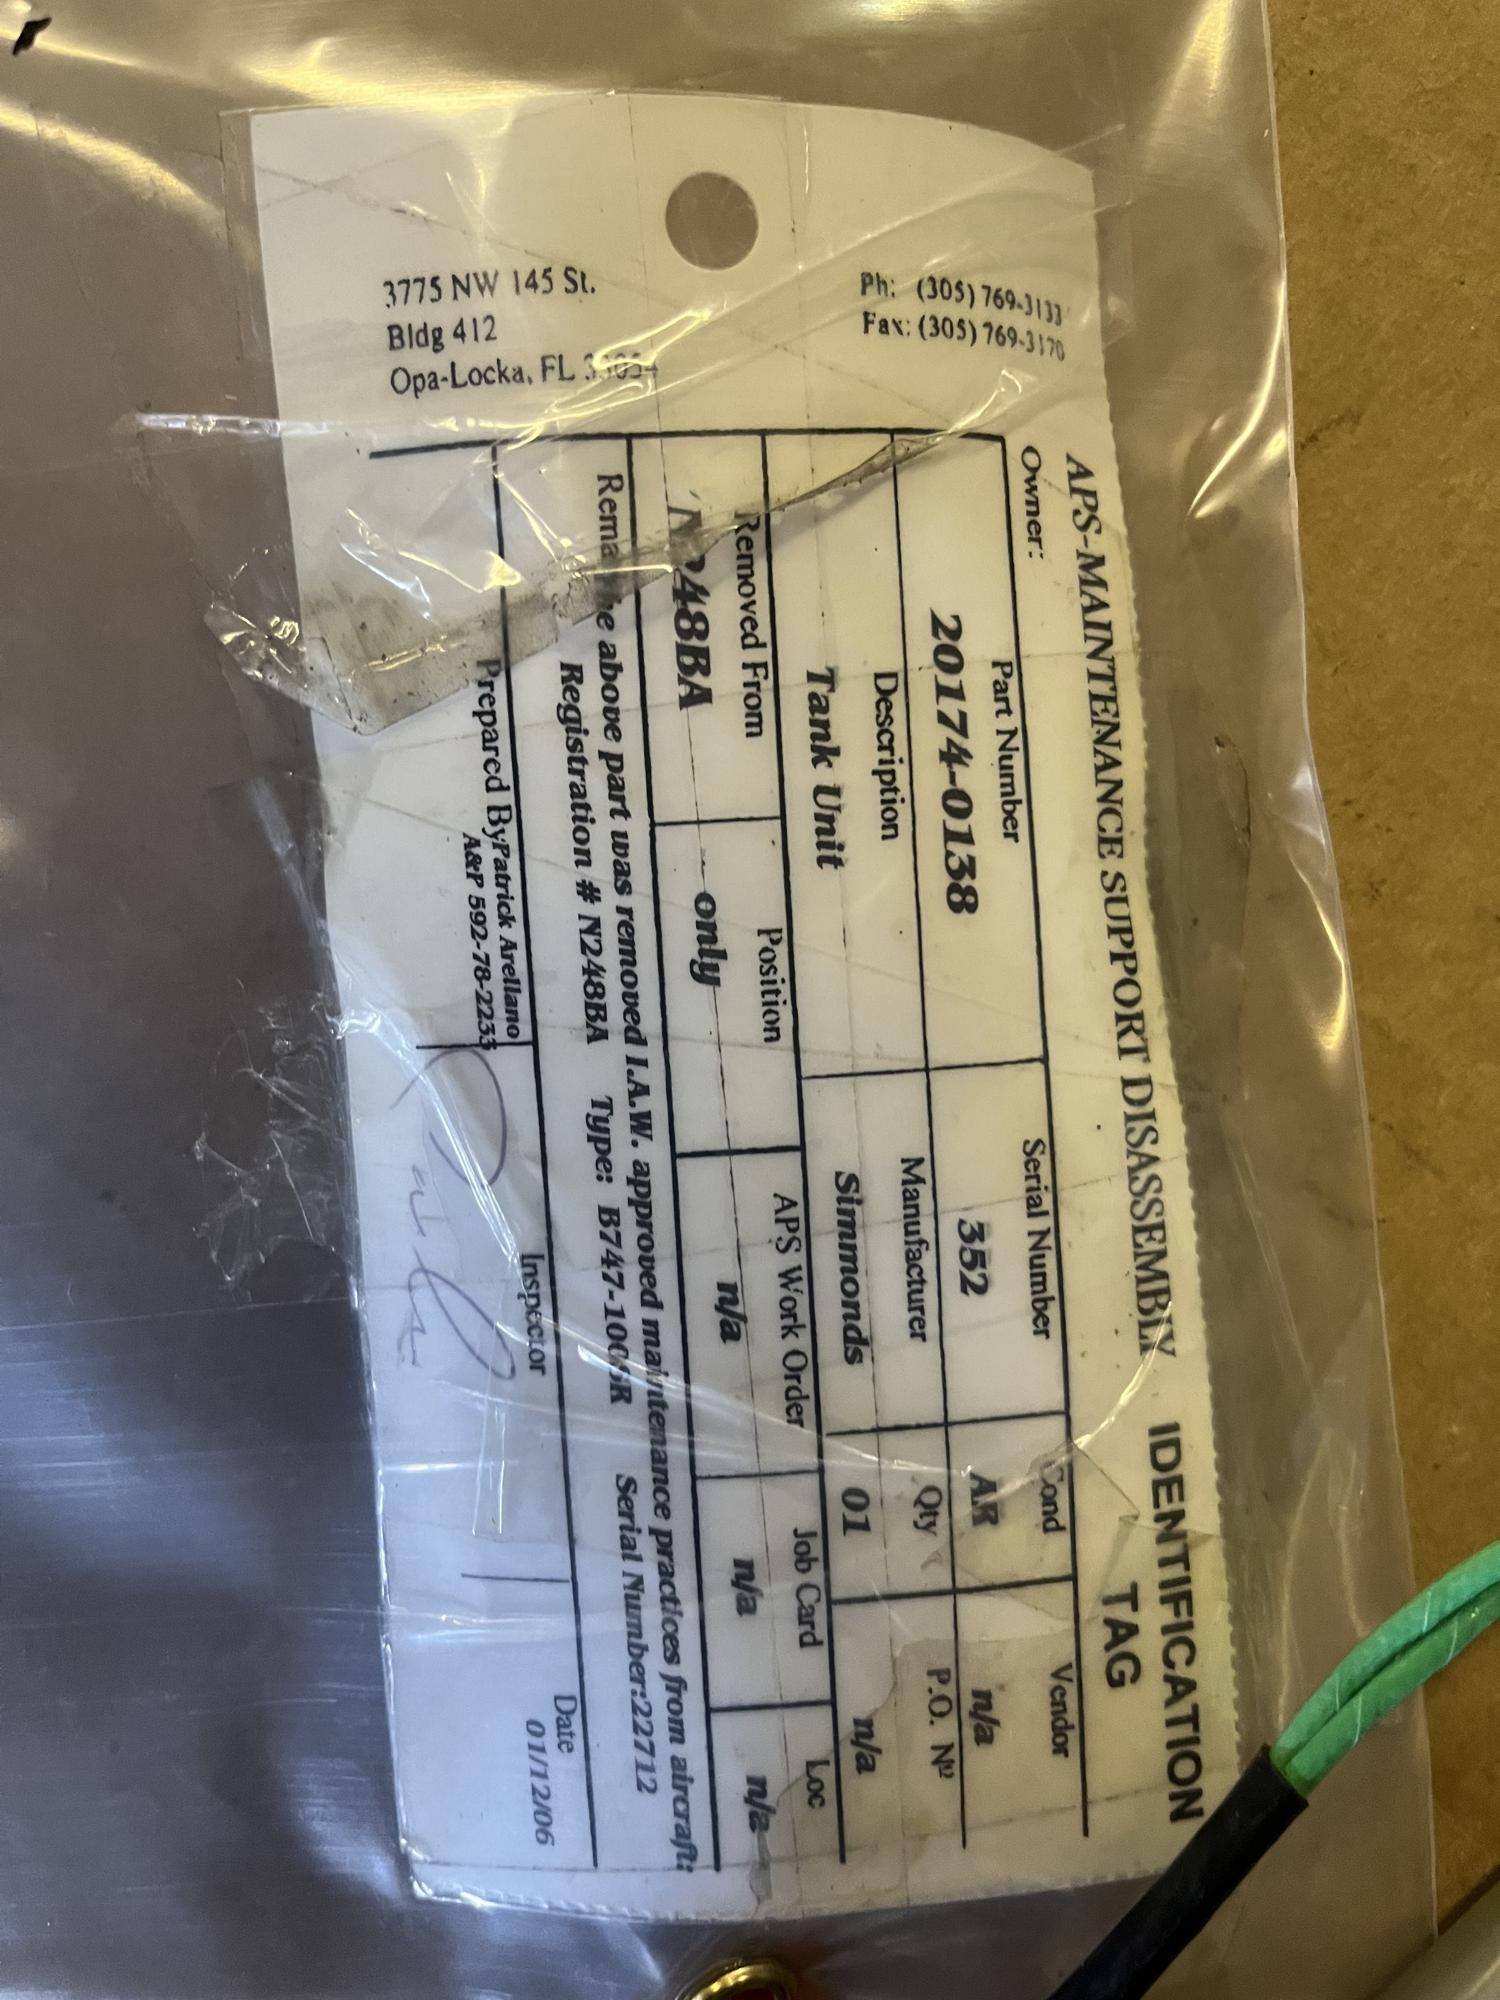 3775 NW 145 St.
Bldg 412
Opa-Locka, FL
Ph: (305) 769-3133
Fax: (305) 769-3170
APS-MAINTENANCE SUPPORT DISASSEMBLY
IDENTIFICATION
TAG
Owner:
Part Number Serial Number Cond Vendor
20174-0138 352 AR n/a
Description Manufacturer Qty P.O. Nº
Tank Unit Simmonds 01 n/a
Removed From Position APS Work Order Job Card Loc
N248BA only n/a n/a n/a
above part was removed I.A.W. approved maintenance practices from aircraft:
Registration # N248BA Type: B747-100SR Serial Number:22712
Prepared By Patrick Arellano Inspector Date
A&P 592-78-2233 01/12/06